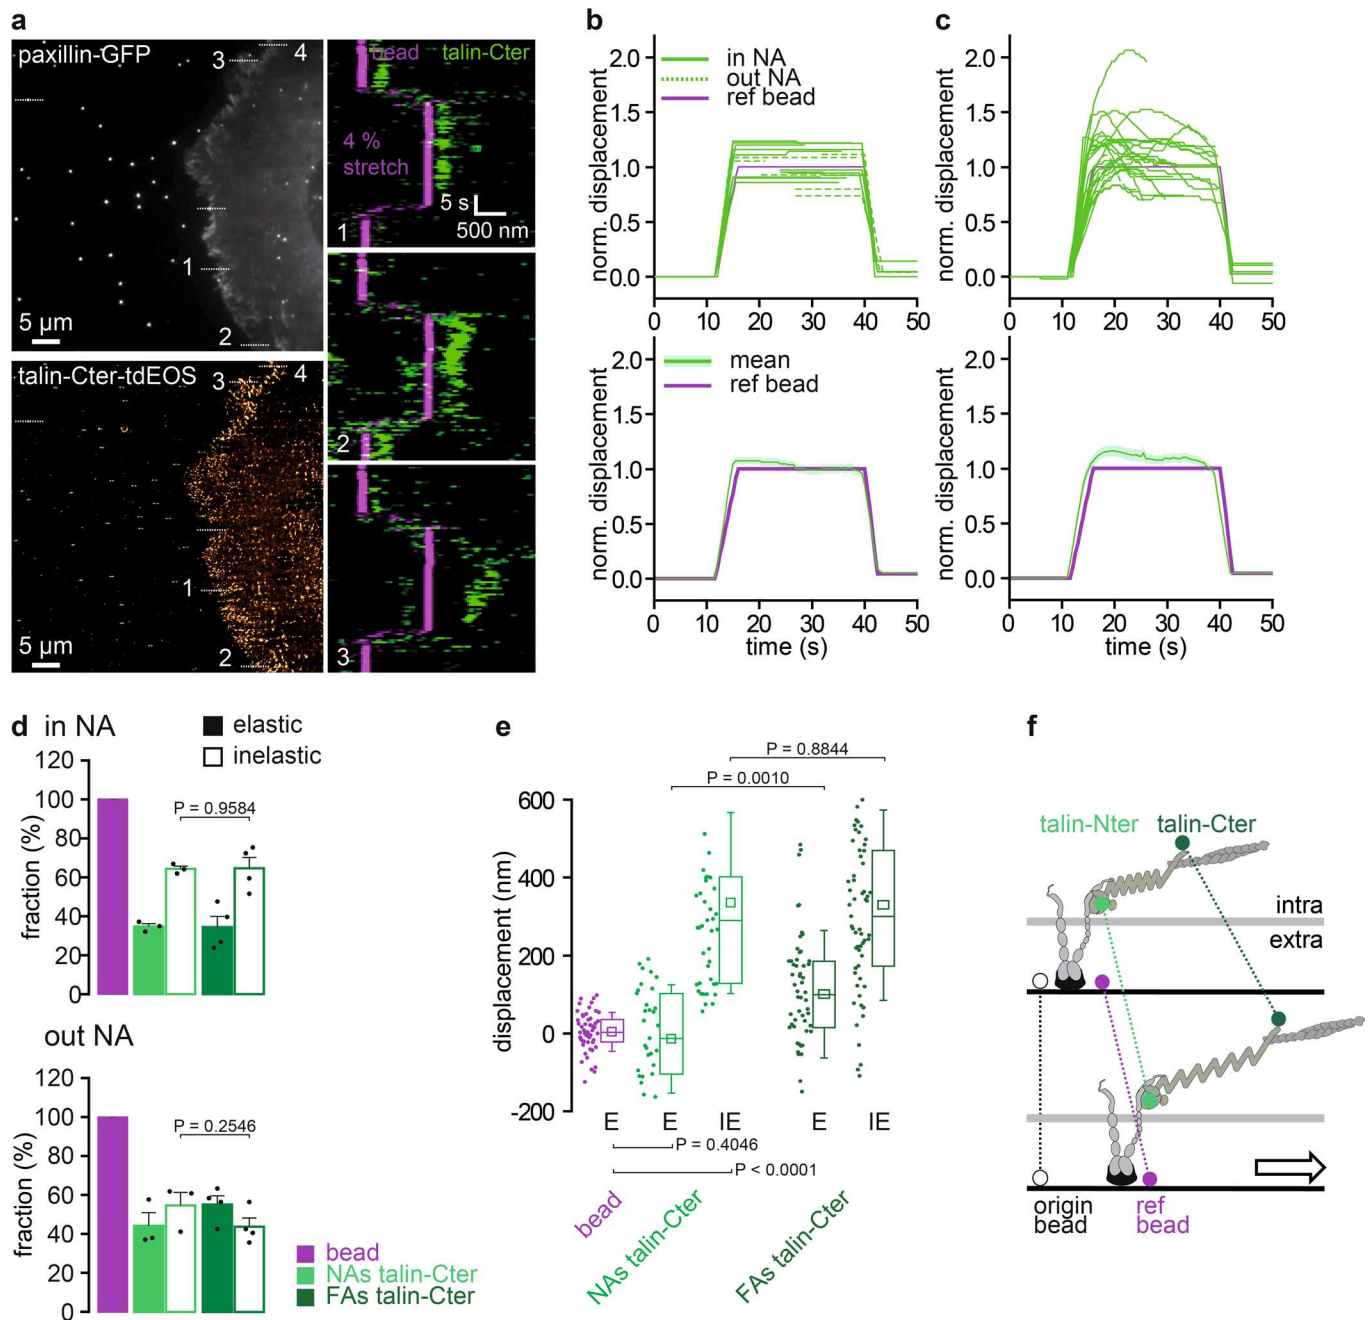 a
paxillin-GFP
3
4
1
2
5 µm
talin-Cter-tdEOS
3
4
1
2
5 µm
bead talin-Cter
4 %
stretch
5 s
500 nm
1
2
3
b
norm. displacement
2.0
1.5
1.0
0.5
0.0
in NA
out NA
ref bead
0 10 20 30 40 50
norm. displacement
2.0
1.5
1.0
0.5
0.0
mean
ref bead
0 10 20 30 40 50
time (s)
c
norm. displacement
2.0
1.5
1.0
0.5
0.0
0 10 20 30 40 50
norm. displacement
2.0
1.5
1.0
0.5
0.0
0 10 20 30 40 50
time (s)
d in NA
elastic
inelastic
fraction (%)
120
100
80
60
40
20
0
P = 0.9584
out NA
fraction (%)
120
100
80
60
40
20
0
P = 0.2546
bead
NAs talin-Cter
FAs talin-Cter
e
P = 0.8844
P = 0.0010
displacement (nm)
600
400
200
0
-200
E E IE E IE
P = 0.4046
P < 0.0001
bead
NAs talin-Cter
FAs talin-Cter
f
talin-Nter talin-Cter
intra
extra
origin
bead
ref
bead